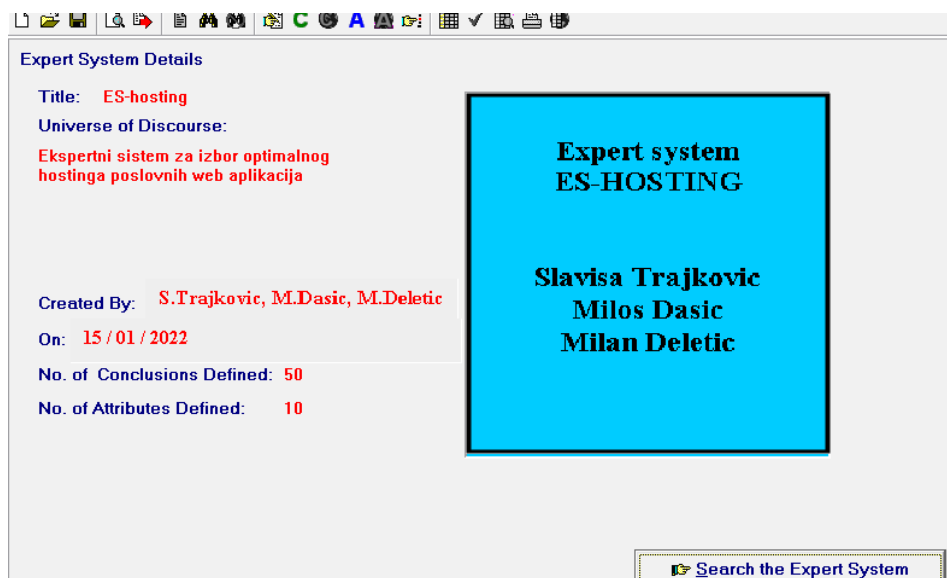 Expert System Details
Title: ES-hosting
Universe of Discourse:
Ekspertni sistem za izbor optimalnog
hostinga poslovnih web aplikacija
Created By: S.Trajkovic, M.Dasic, M.Deletic
On: 15 / 01 / 2022
No. of Conclusions Defined: 50
No. of Attributes Defined: 10
Expert system
ES-HOSTING
Slavisa Trajkovic
Milos Dasic
Milan Deletic
Search the Expert System